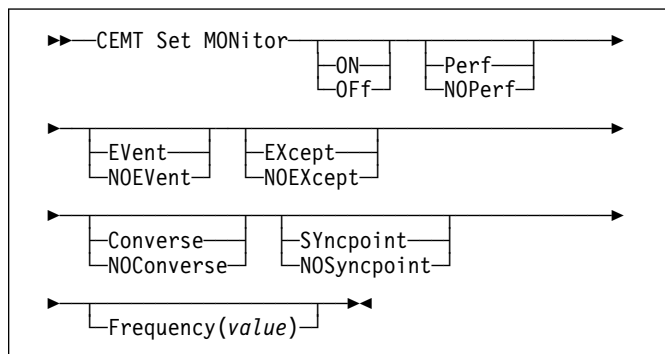 CEMT Set MONitor
ON Perf
OFf NOPerf
EVent EXcept
NOEVent NOEXcept
Converse SYncpoint
NOConverse NOSyncpoint
Frequency(value)